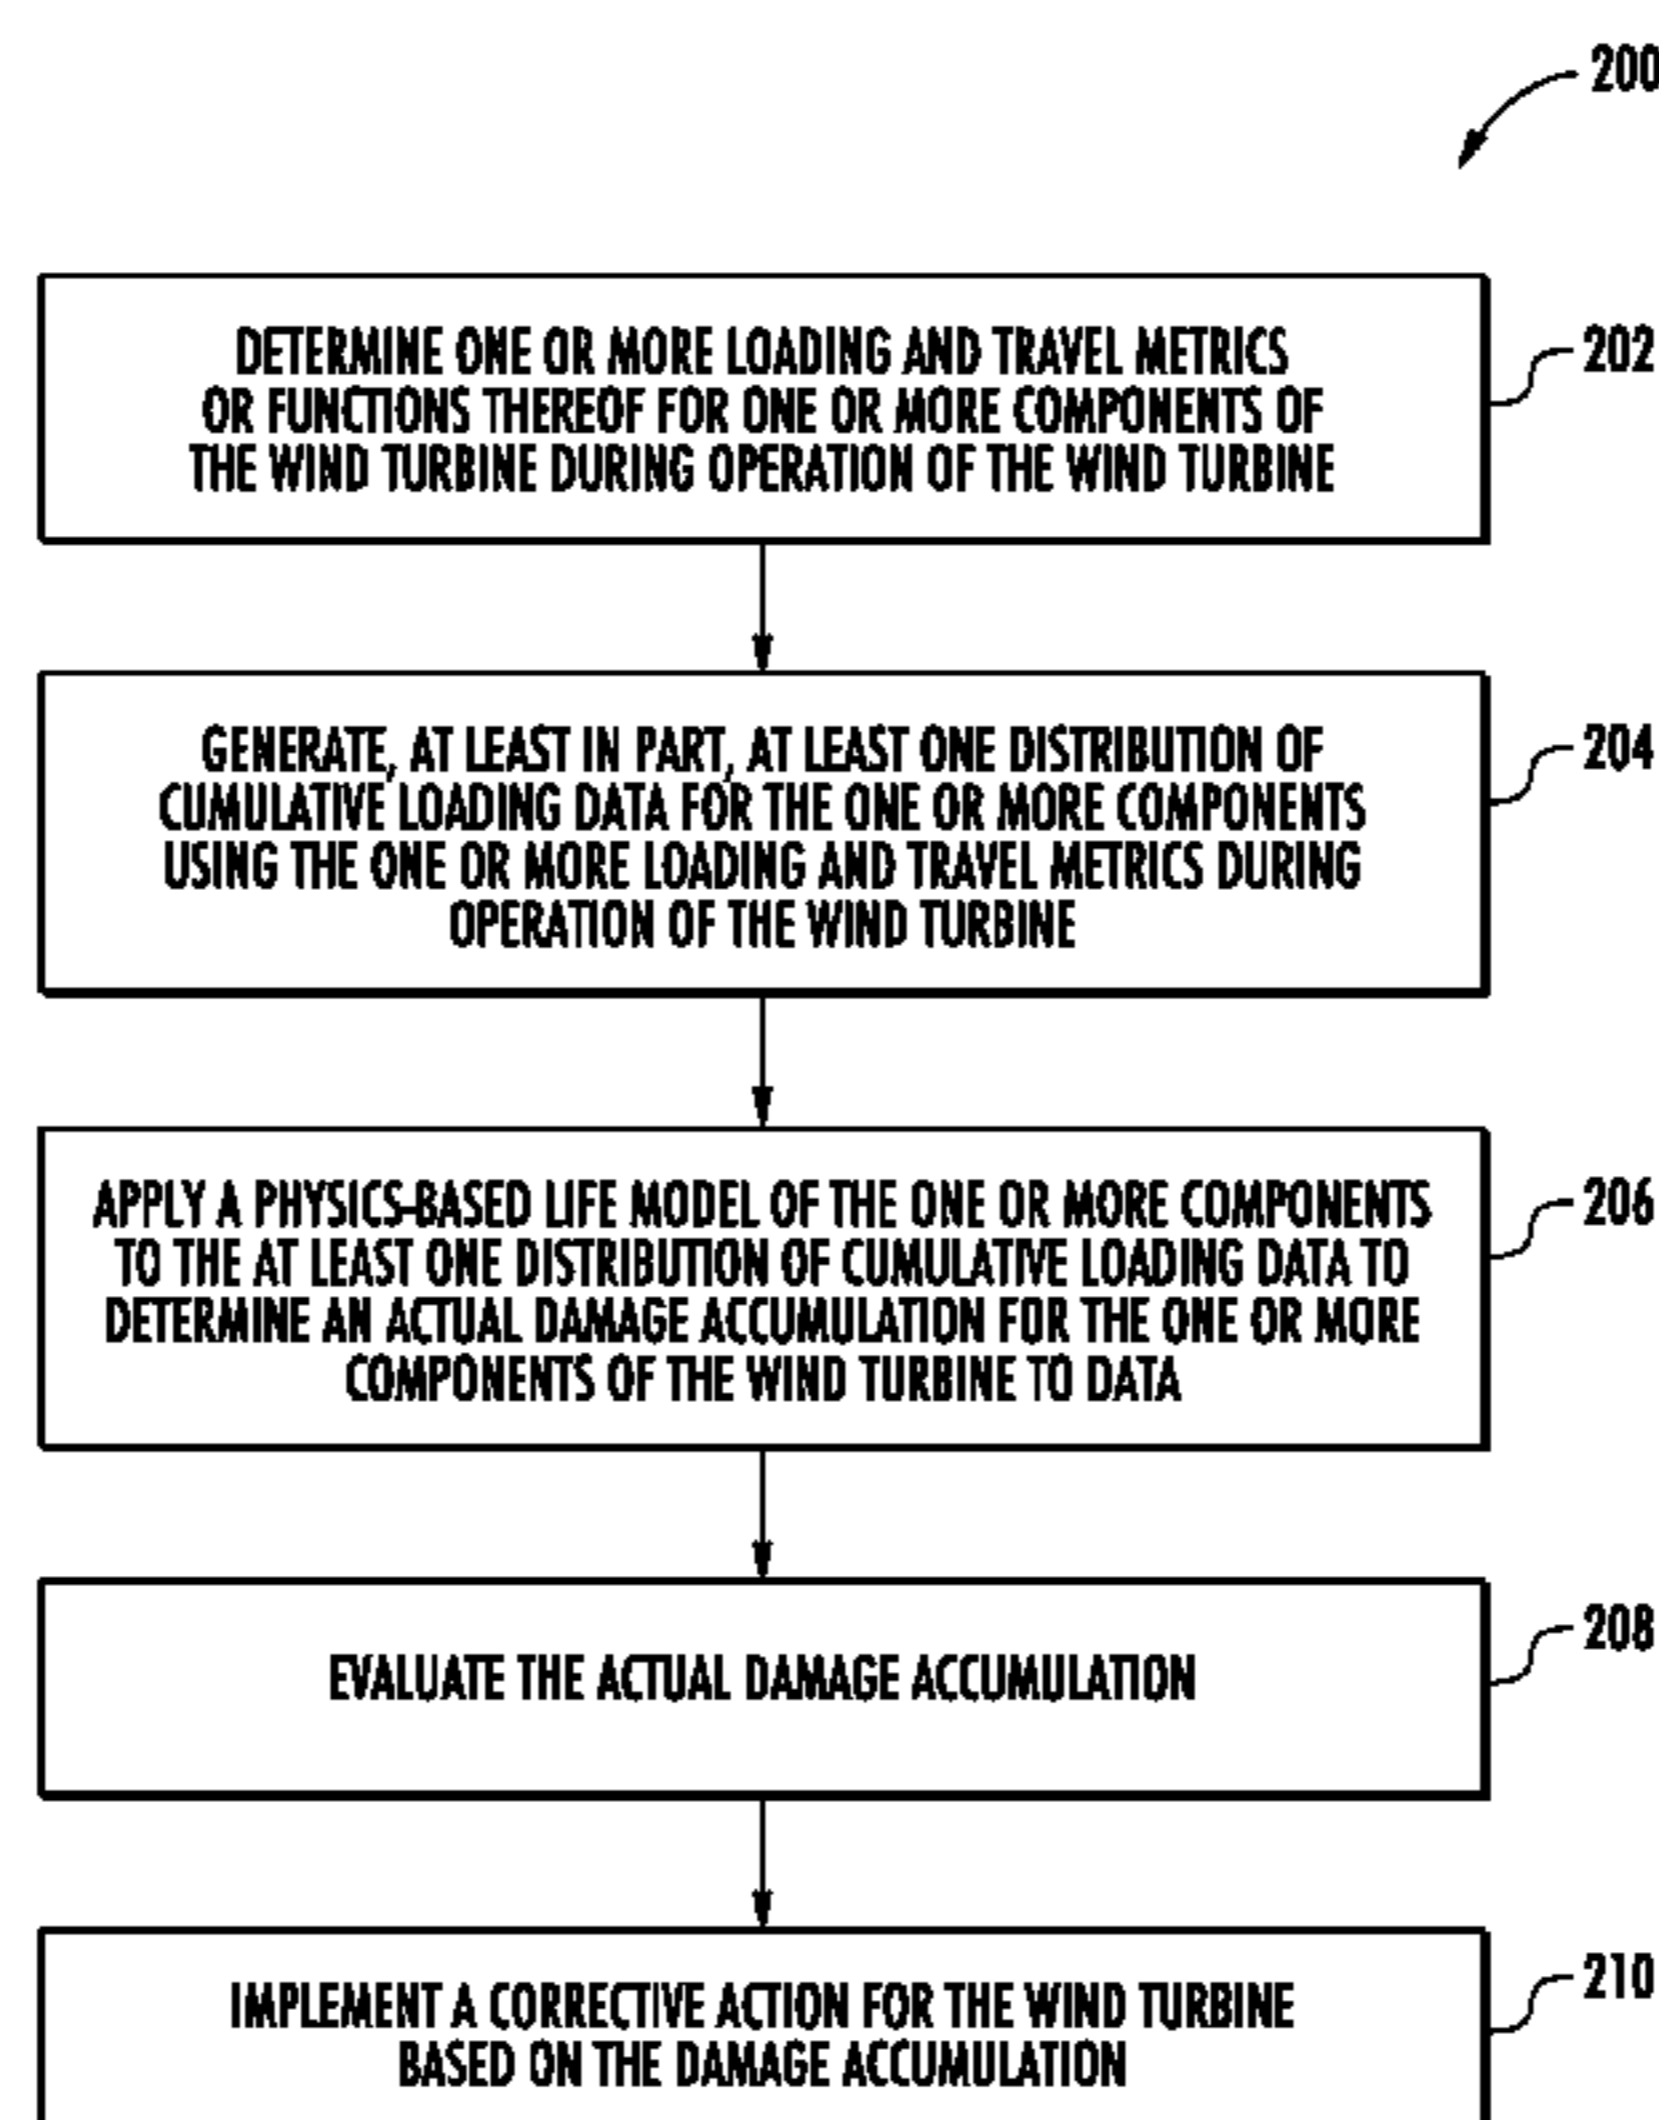 200
DETERMINE ONE OR MORE LOADING AND TRAVEL METRICS
OR FUNCTIONS THEREOF FOR ONE OR MORE COMPONENTS OF
THE WIND TURBINE DURING OPERATION OF THE WIND TURBINE
202
GENERATE, AT LEAST IN PART, AT LEAST ONE DISTRIBUTION OF
CUMULATIVE LOADING DATA FOR THE ONE OR MORE COMPONENTS
USING THE ONE OR MORE LOADING AND TRAVEL METRICS DURING
OPERATION OF THE WIND TURBINE
204
APPLY A PHYSICS-BASED LIFE MODEL OF THE ONE OR MORE COMPONENTS
TO THE AT LEAST ONE DISTRIBUTION OF CUMULATIVE LOADING DATA TO
DETERMINE AN ACTUAL DAMAGE ACCUMULATION FOR THE ONE OR MORE
COMPONENTS OF THE WIND TURBINE TO DATA
206
EVALUATE THE ACTUAL DAMAGE ACCUMULATION
208
IMPLEMENT A CORRECTIVE ACTION FOR THE WIND TURBINE
BASED ON THE DAMAGE ACCUMULATION
210